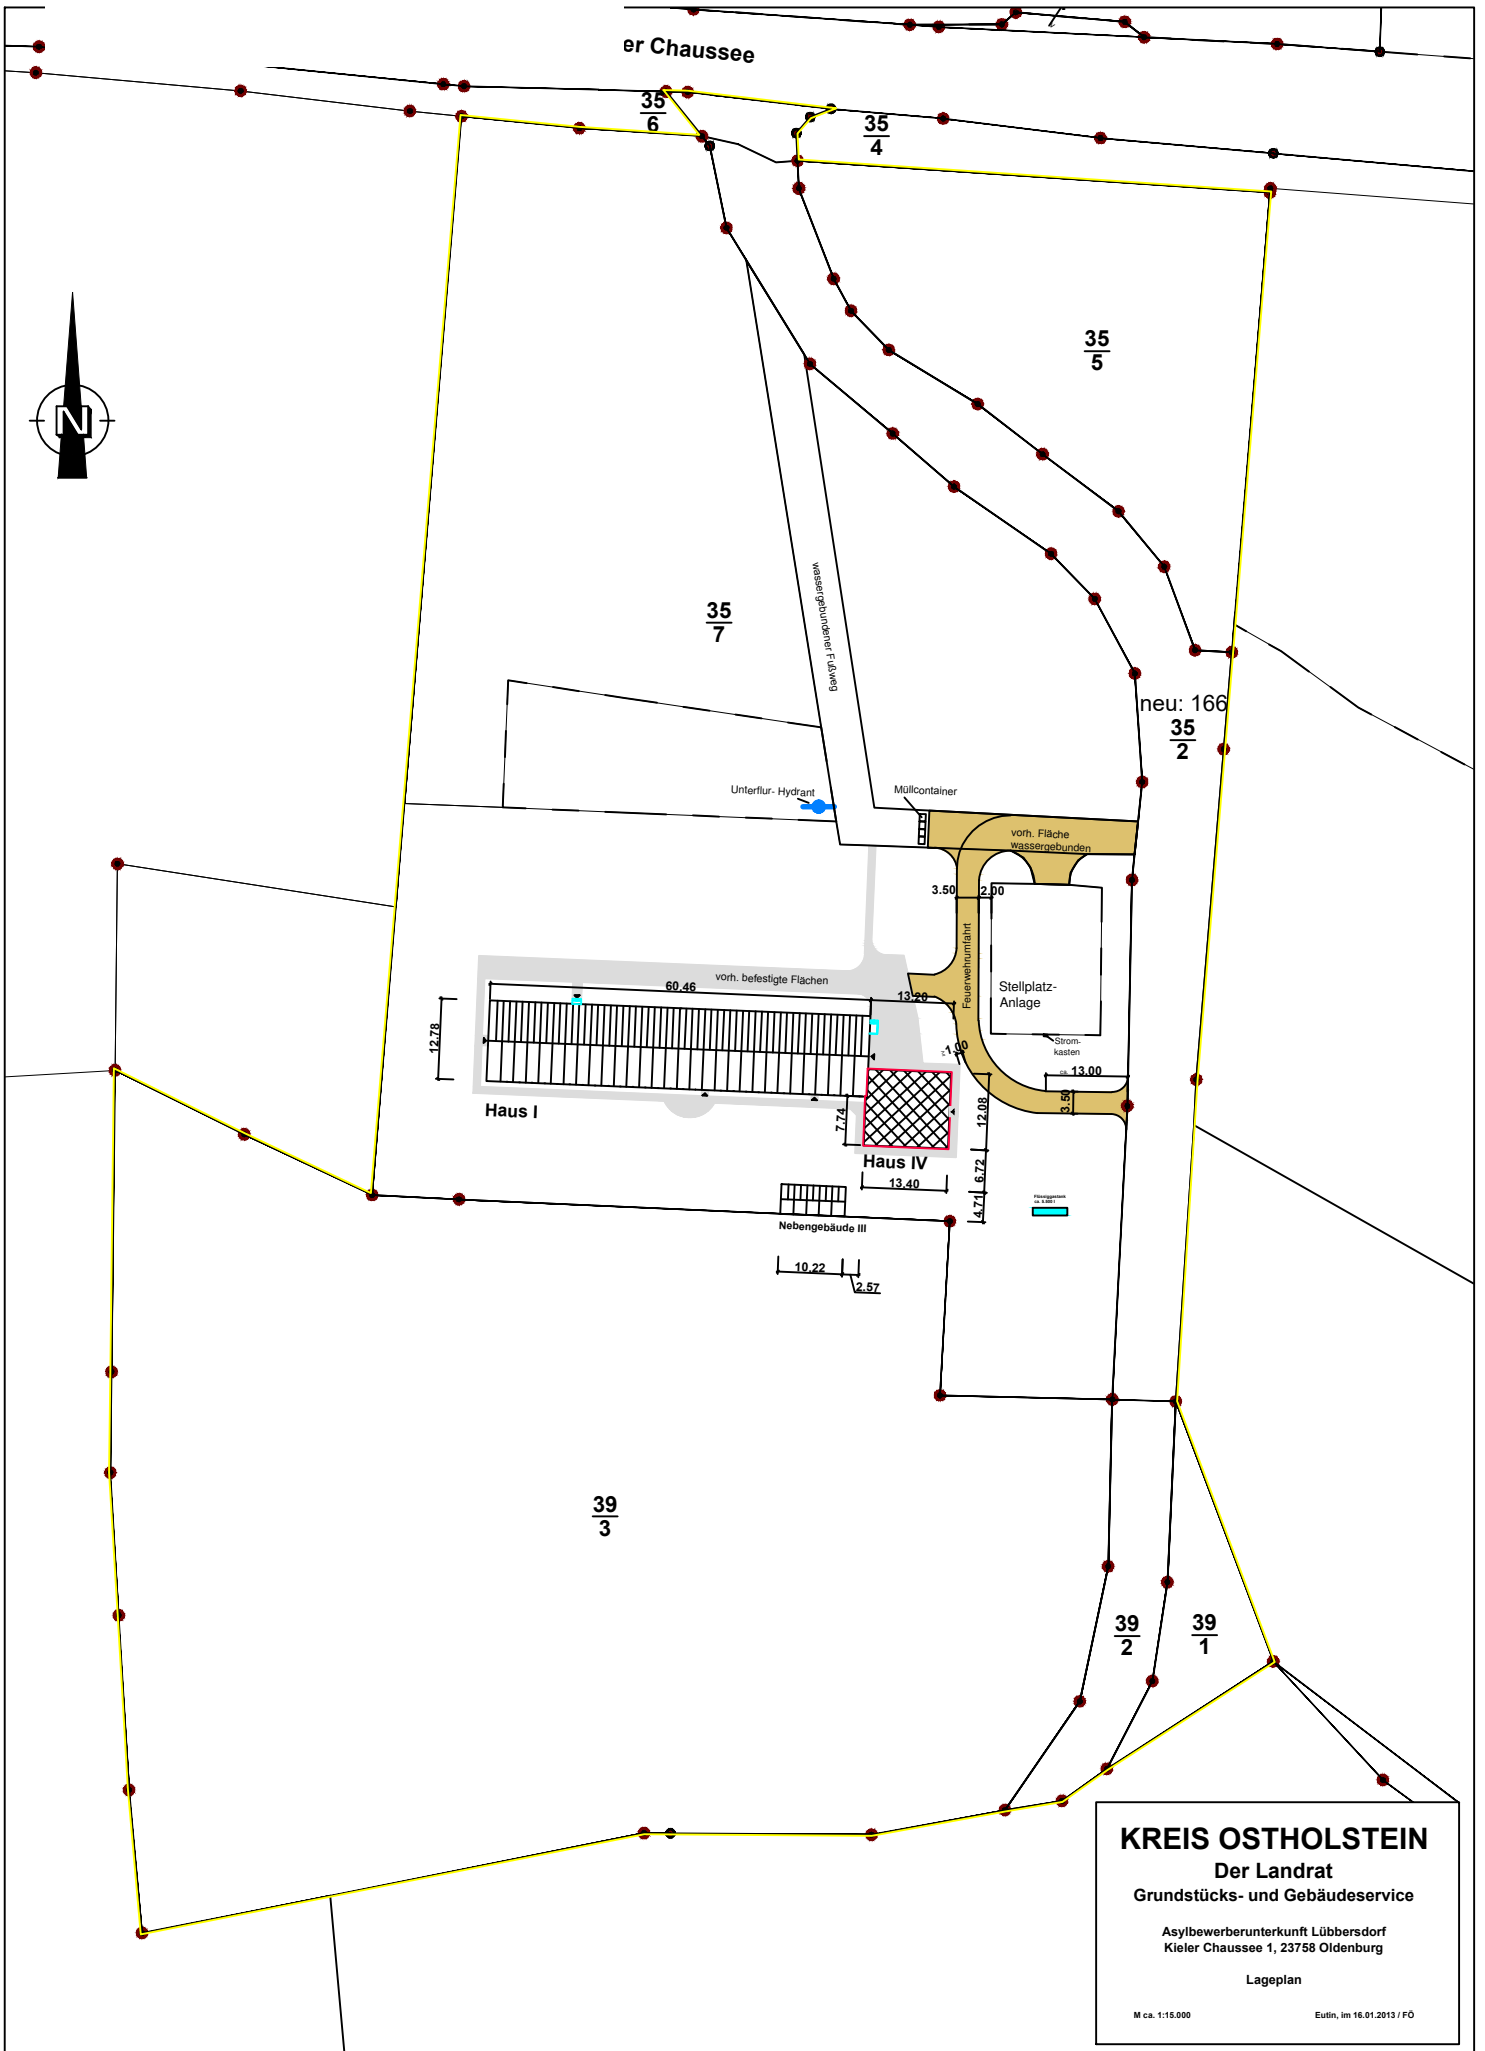 er Chaussee
35
6
35
4
35
5
N
wassergebundener Fußweg
35
7
neu: 166
35
2
Unterflur- Hydrant
Müllcontainer
vorh. Fläche
wassergebunden
3.50
2.00
Feuerwehrumfahrt
vorh. befestigte Flächen
60.46
13.20
Stellplatz-
Anlage
12.78
Strom-
kasten
1.00
ca. 13.00
3.50
Haus I
7.74
12.08
Haus IV
13.40
6.72
4.71
Flüssiggastank
Nebengebäude III
10.22
2.57
39
3
39
2
39
1
KREIS OSTHOLSTEIN
Der Landrat
Grundstücks- und Gebäudeservice
Asylbewerberunterkunft Lübbersdorf
Kieler Chaussee 1, 23758 Oldenburg
Lageplan
M ca. 1:15.000
Eutin, im 16.01.2013 / FÖ